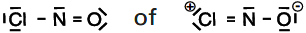 Cl – N = O of ⊕Cl = N – O⊖